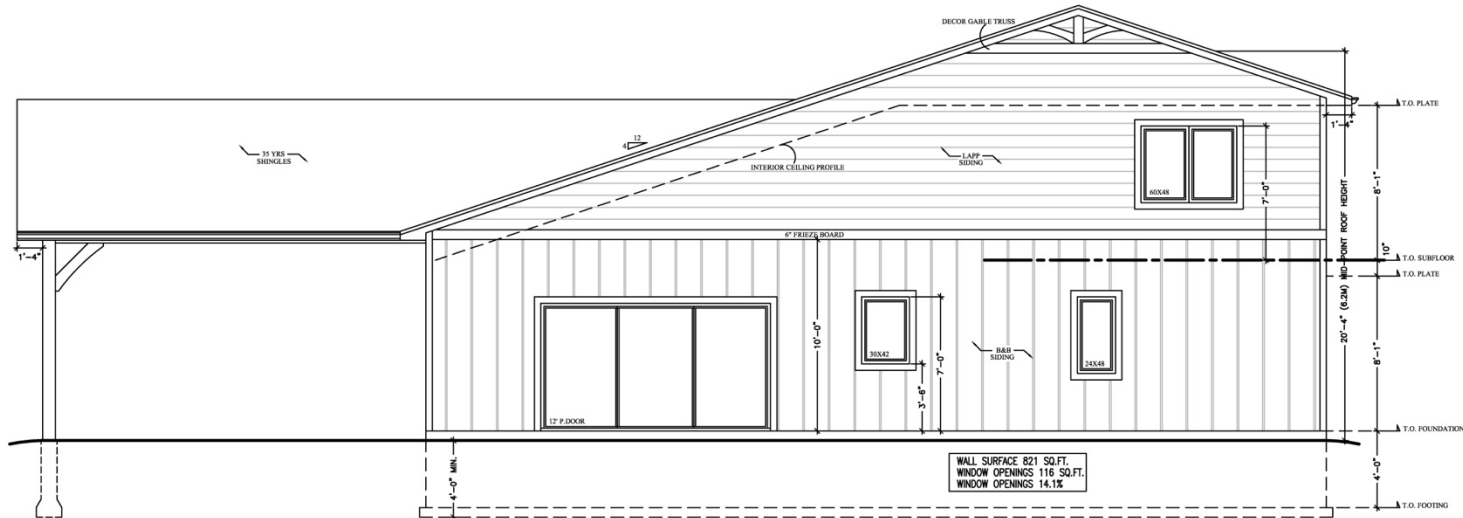 DECOR GABLE TRUSS
T.O. PLATE
1'-4"
12
4
35 YRS
SHINGLES
LAPP
SIDING
INTERIOR CEILING PROFILE
60X48
7'-0"
8'-1"
20'-4" (6.2M) MID-POINT ROOF HEIGHT
6" FRIEZE BOARD
1'-4"
10"
T.O. SUBFLOOR
T.O. PLATE
10'-0"
30X42
7'-0"
3'-6"
B&B
SIDING
24X48
8'-1"
12' P.DOOR
T.O. FOUNDATION
4'-0" MIN.
WALL SURFACE 821 SQ.FT.
WINDOW OPENINGS 116 SQ.FT.
WINDOW OPENINGS 14.1%
4'-0"
T.O. FOOTING